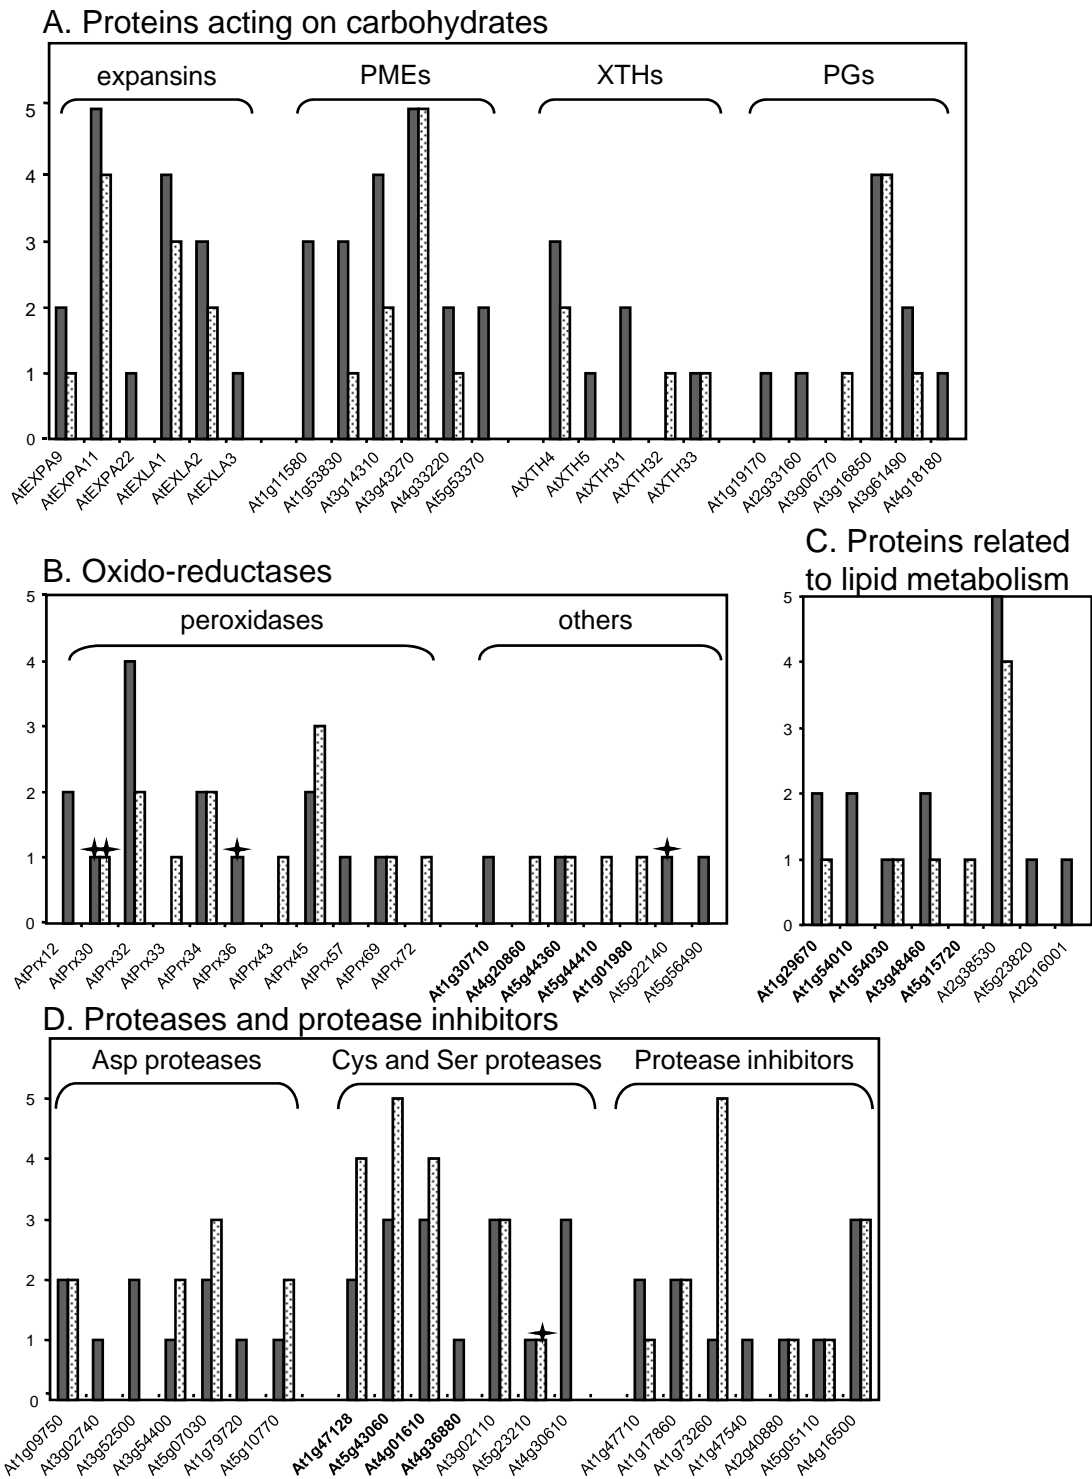 A. Proteins acting on carbohydrates
expansins PMEs XTHs PGs
5
4
3
2
1
0
AtEXPA9 AtEXPA11 AtEXPA22 AtEXLA1 AtEXLA2 AtEXLA3 At1g11580 At1g53830 At3g14310 At3g43270 At4g33220 At5g53370 AtXTH4 AtXTH5 AtXTH31 AtXTH32 AtXTH33 At1g19170 At2g33160 At3g06770 At3g16850 At3g61490 At4g18180
B. Oxido-reductases
peroxidases others
5
4
3
2
1
0
AtPrx12 AtPrx30 AtPrx32 AtPrx33 AtPrx34 AtPrx36 AtPrx43 AtPrx45 AtPrx57 AtPrx69 AtPrx72 At1g30710 At4g20860 At5g44360 At5g44410 At1g01980 At5g22140 At5g56490
C. Proteins related
to lipid metabolism
5
4
3
2
1
0
At1g29670 At1g54010 At1g54030 At3g48460 At5g15720 At2g38530 At5g23820 At2g16001
D. Proteases and protease inhibitors
Asp proteases Cys and Ser proteases Protease inhibitors
5
4
3
2
1
0
At1g09750 At3g02740 At3g52500 At3g54400 At5g07030 At1g79720 At5g10770 At1g47128 At5g43060 At4g01610 At4g36880 At3g02110 At5g23210 At4g30610 At1g47710 At1g17860 At1g73260 At1g47540 At2g40880 At5g05110 At4g16500